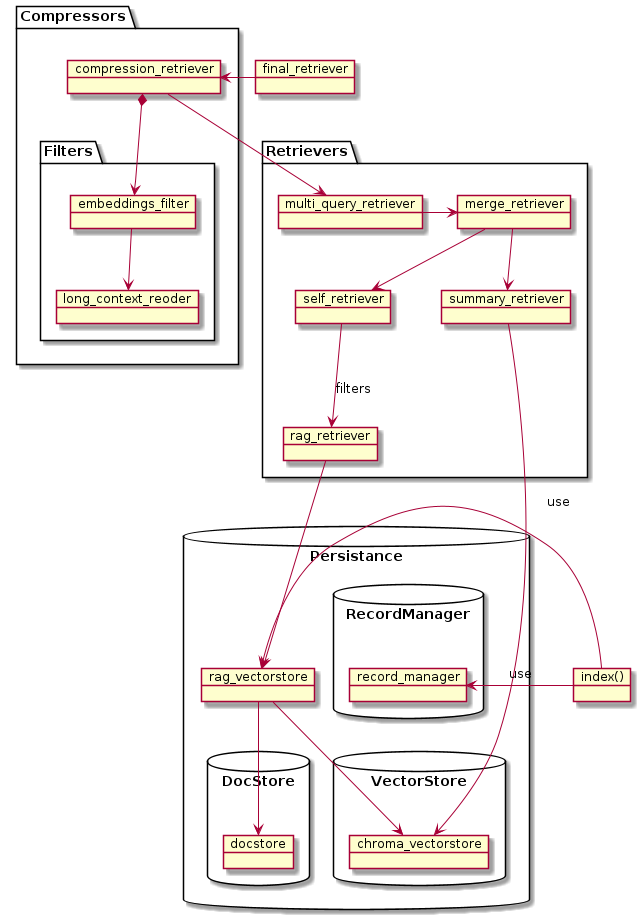 Compressors
compression_retriever
final_retriever
Filters
Retrievers
embeddings_filter
multi_query_retriever
merge_retriever
long_context_reoder
self_retriever
summary_retriever
filters
rag_retriever
use
Persistance
RecordManager
rag_vectorstore
record_manager
use
index()
DocStore
VectorStore
docstore
chroma_vectorstore